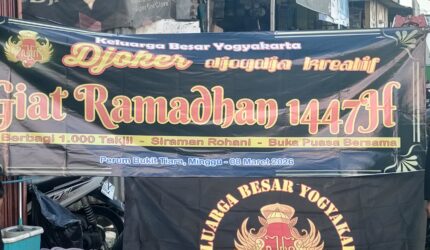 Keluarga Besar Yogyakarta
Djoker djogdja kreatif
Giat Ramadhan 1447H
Berbagi 1.000 Takjil - Siraman Rohani - Buka Puasa Bersama
Perum Bukit Tiara, Minggu - 08 Maret 2026
KELUARGA BESAR YOGYAKA